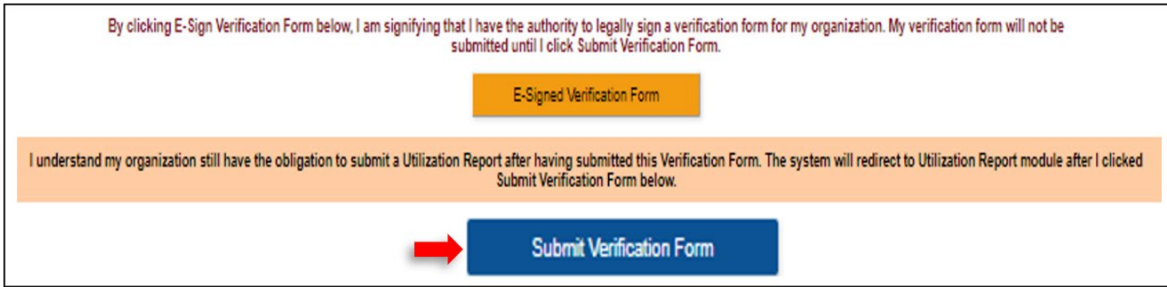 By clicking E-Sign Verification Form below, I am signifying that I have the authority to legally sign a verification form for my organization. My verification form will not be
submitted until I click Submit Verification Form.
E-Signed Verification Form
I understand my organization still have the obligation to submit a Utilization Report after having submitted this Verification Form. The system will redirect to Utilization Report module after I clicked
Submit Verification Form below.
Submit Verification Form